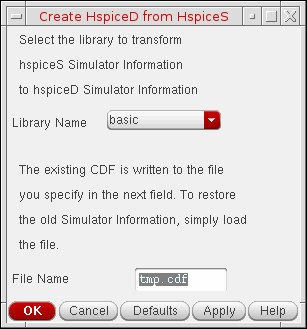 Create HspiceD from HspiceS
Select the library to transform
hspiceS Simulator Information
to hspiceD Simulator Information
Library Name basic
The existing CDF is written to the file
you specify in the next field. To restore
the old Simulator Information, simply load
the file.
File Name tmp.cdf
OK Cancel Defaults Apply Help